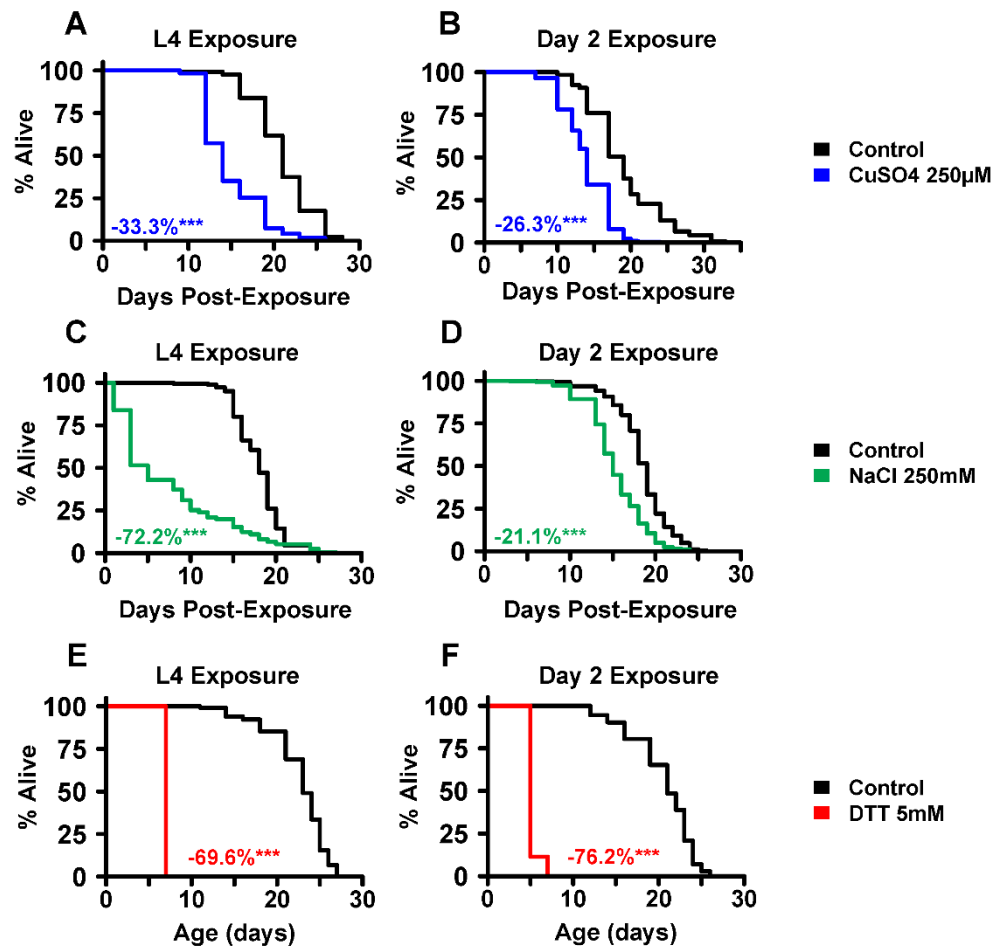 A
L4 Exposure
100
75
50
25
0
% Alive
-33.3%***
0 10 20 30
Days Post-Exposure
B
Day 2 Exposure
100
75
50
25
0
% Alive
-26.3%***
0 10 20 30
Days Post-Exposure
Control
CuSO4 250µM
C
L4 Exposure
100
75
50
25
0
% Alive
-72.2%***
0 10 20 30
Days Post-Exposure
D
Day 2 Exposure
100
75
50
25
0
% Alive
-21.1%***
0 10 20 30
Days Post-Exposure
Control
NaCl 250mM
E
L4 Exposure
100
75
50
25
0
% Alive
-69.6%***
0 10 20 30
Age (days)
F
Day 2 Exposure
100
75
50
25
0
% Alive
-76.2%***
0 10 20 30
Age (days)
Control
DTT 5mM